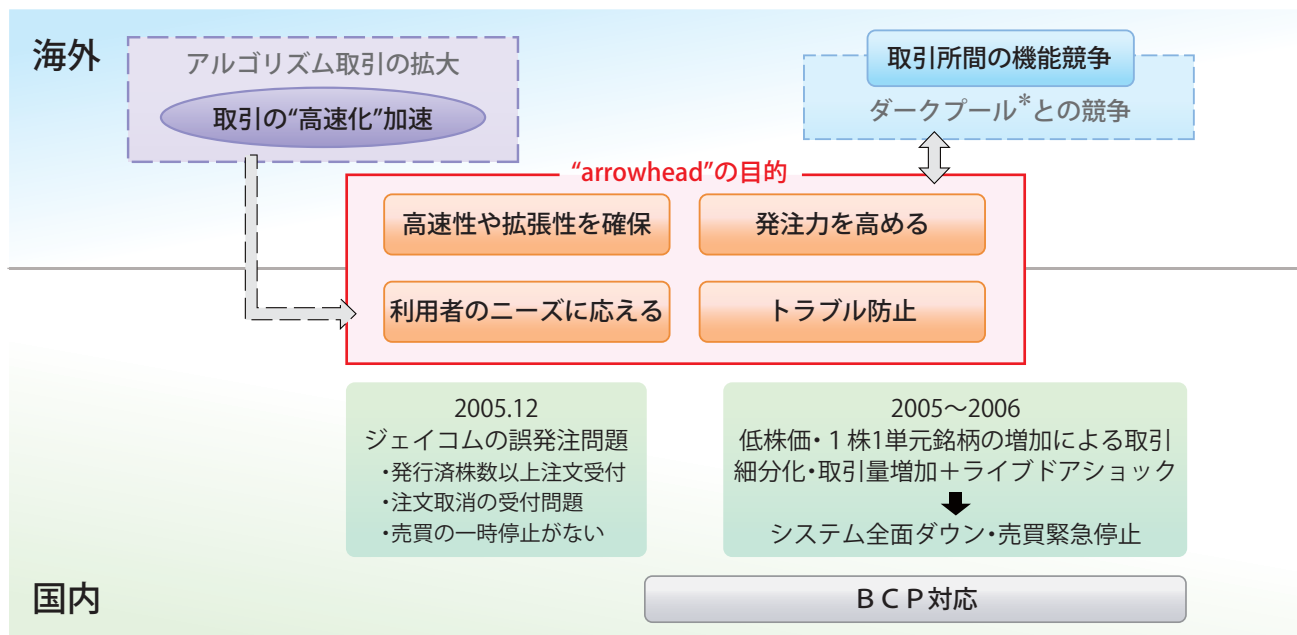 海外
アルゴリズム取引の拡大
取引の“高速化”加速
取引所間の機能競争
ダークプール*との競争
“arrowhead”の目的
高速性や拡張性を確保
発注力を高める
利用者のニーズに応える
トラブル防止
2005.12
ジェイコムの誤発注問題
・発行済株数以上注文受付
・注文取消の受付問題
・売買の一時停止がない
2005〜2006
低株価・１株1単元銘柄の増加による取引
細分化・取引量増加＋ライブドアショック
システム全面ダウン・売買緊急停止
国内
ＢＣＰ対応